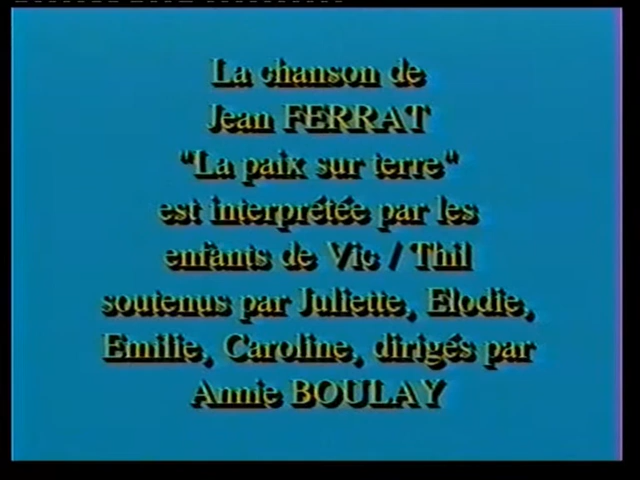 La chanson de
Jean FERRAT
"La paix sur terre"
est interprétée par les
enfants de Vic / Thil
soutenus par Juliette, Elodie,
Emilie, Caroline, dirigés par
Annie BOULAY